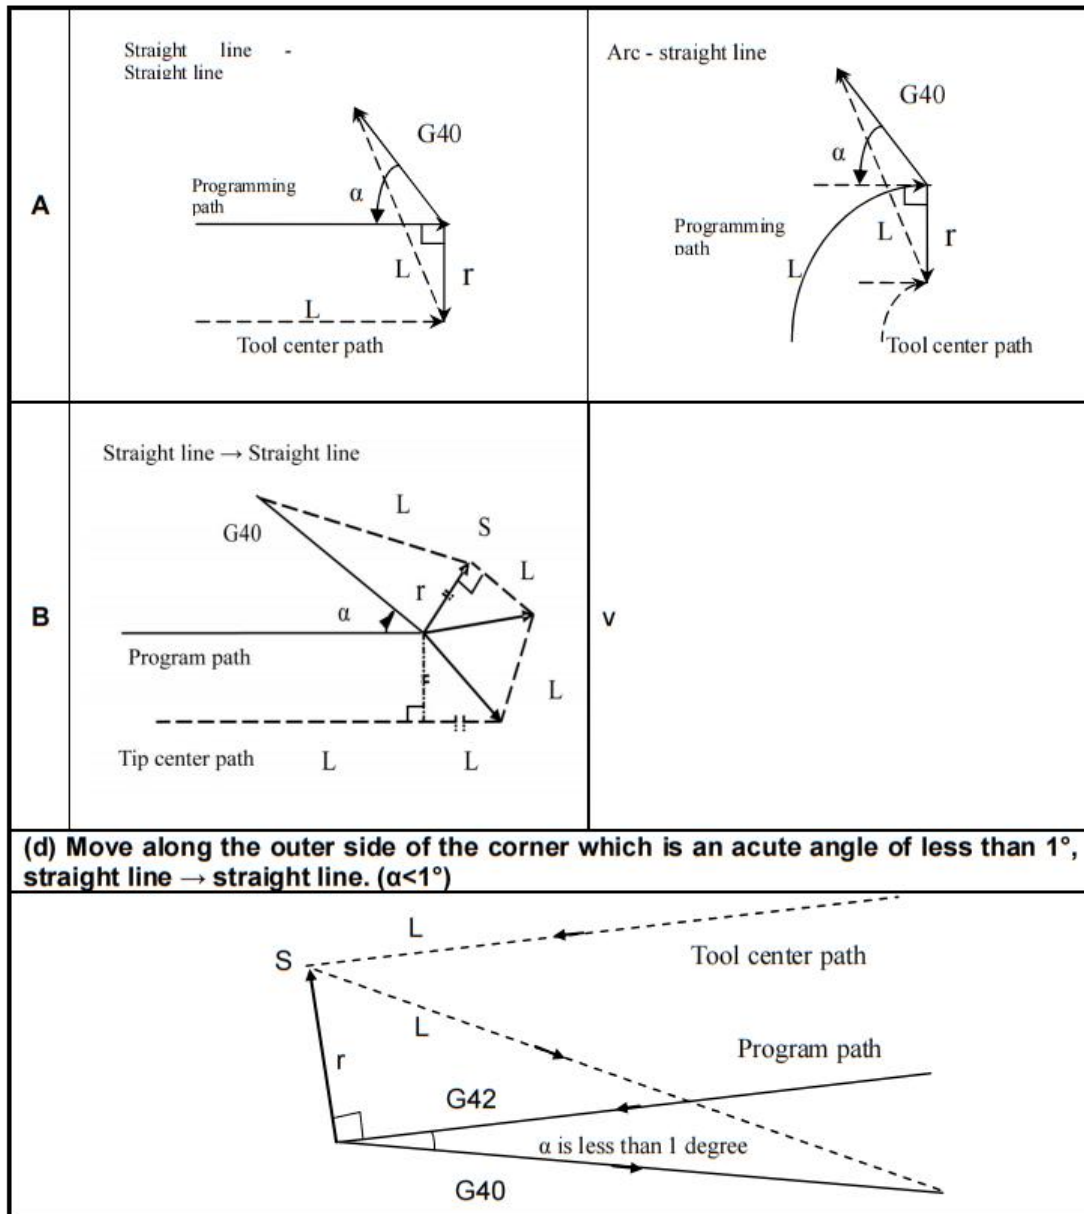 Straight line -
Straight line
G40
α
Programming
path
A
L
r
L
Tool center path
Arc - straight line
G40
α
Programming
path
L
L
r
Tool center path
Straight line → Straight line
L
G40
S
L
r
α
B
Program path
L
Tip center path
L
L
v
(d) Move along the outer side of the corner which is an acute angle of less than 1°,
straight line → straight line. (α<1°)
L
S
Tool center path
L
r
Program path
G42
α is less than 1 degree
G40